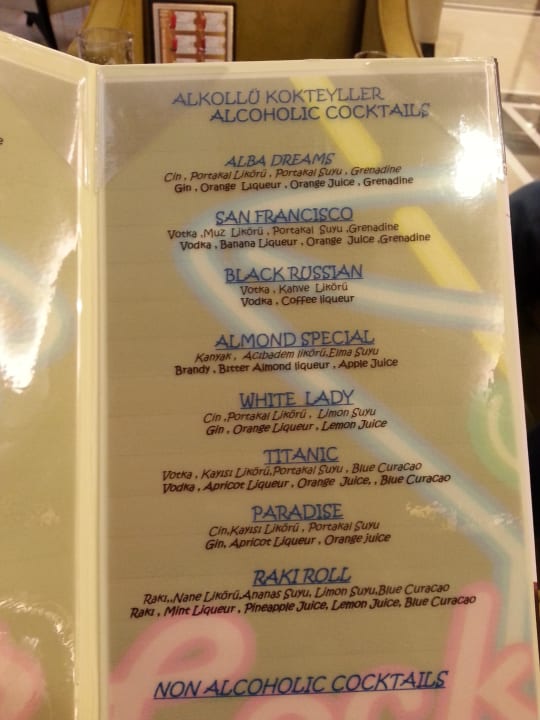 ALKOLLÜ KOKTEYLLER
ALCOHOLIC COCKTAILS
ALBA DREAMS
Cin , Portakal Likörü , Portakal Suyu , Grenadine
Gin , Orange Liqueur , Orange Juice , Grenadine
SAN FRANCISCO
Votka ,Muz Likörü , Portakal Suyu ,Grenadine
Vodka , Banana Liqueur , Orange Juice ,Grenadine
BLACK RUSSIAN
Votka , Kahve Likörü
Vodka , Coffee liqueur
ALMOND SPECIAL
Kanyak , Acıbadem likörü,Elma Suyu
Brandy , Bitter Almond liqueur , Apple Juice
WHITE LADY
Cin ,Portakal Likörü , Limon Suyu
Gin , Orange Liqueur , Lemon Juice
TITANIC
Votka , Kayısı Likörü,Portakal Suyu , Blue Curacao
Vodka , Apricot Liqueur , Orange Juice, , Blue Curacao
PARADISE
Cin,Kayısı Likörü , Portakal Suyu
Gin, Apricot Liqueur , Orange juice
RAKI ROLL
Rakı,,Nane Likörü,Ananas Suyu, Limon Suyu,Blue Curacao
Rakı , Mint Liqueur , Pineapple Juice, Lemon Juice, Blue Curacao
NON ALCOHOLIC COCKTAILS